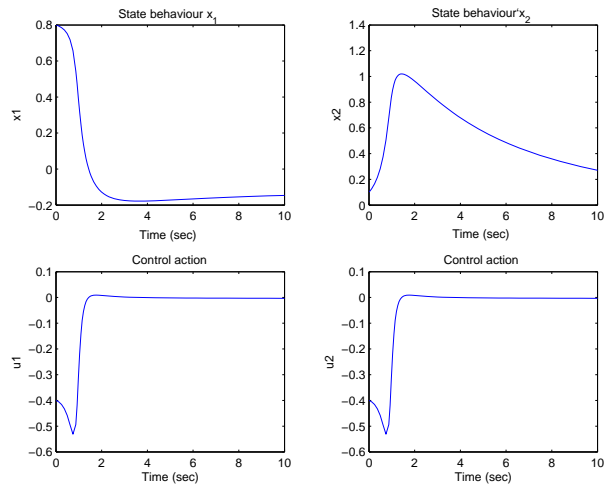 State behaviour x1
0.8
0.6
0.4
0.2
0
−0.2
x1
0 2 4 6 8 10
Time (sec)
State behaviour'x2
1.4
1.2
1
0.8
0.6
0.4
0.2
0
x2
0 2 4 6 8 10
Time (sec)
Control action
0.1
0
−0.1
−0.2
−0.3
−0.4
−0.5
−0.6
u1
0 2 4 6 8 10
Time (sec)
Control action
0.1
0
−0.1
−0.2
−0.3
−0.4
−0.5
−0.6
u2
0 2 4 6 8 10
Time (sec)